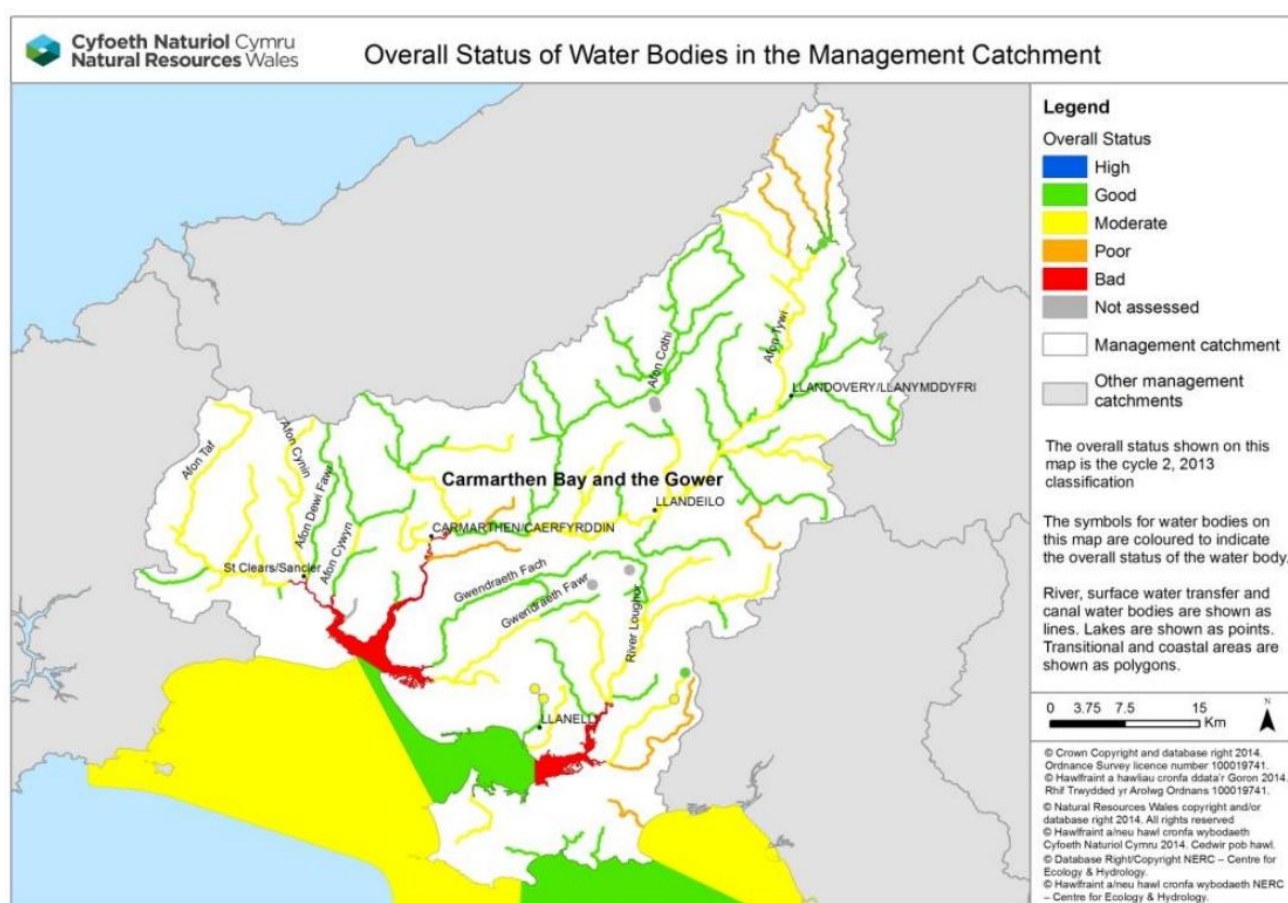 Cyfoeth Naturiol Cymru
Natural Resources Wales
Overall Status of Water Bodies in the Management Catchment
Afon Cothi
Afon Tywi
LLANDOVERY/LLANYMDDYFRI
Afon Taf
Afon Cynin
Afon Dewi Fawr
Afon Cywyn
Carmarthen Bay and the Gower
LLANDEILO
CARMARTHEN/CAERFYRDDIN
St Clears/Sancler
Gwendraeth Fach
Gwendraeth Fawr
River Loughor
LLANELLI
Legend
Overall Status
High
Good
Moderate
Poor
Bad
Not assessed
Management catchment
Other management
catchments
The overall status shown on this
map is the cycle 2, 2013
classification
The symbols for water bodies on
this map are coloured to indicate
the overall status of the water body.
River, surface water transfer and
canal water bodies are shown as
lines. Lakes are shown as points.
Transitional and coastal areas are
shown as polygons.
0 3.75 7.5 15
Km
N
© Crown Copyright and database right 2014.
Ordnance Survey licence number 100019741.
© Hawlfraint a hawliau cronfa ddata'r Goron 2014.
Rhif Trwydded yr Arolwg Ordnans 100019741.
© Natural Resources Wales copyright and/or
database right 2014. All rights reserved
© Hawlfraint a/neu hawl cronfa wybodaeth
Cyfoeth Naturiol Cymru 2014. Cedwir pob hawl.
© Database Right/Copyright NERC – Centre for
Ecology & Hydrology.
© Hawlfraint a/neu hawl cronfa wybodaeth NERC
– Centre for Ecology & Hydrology.